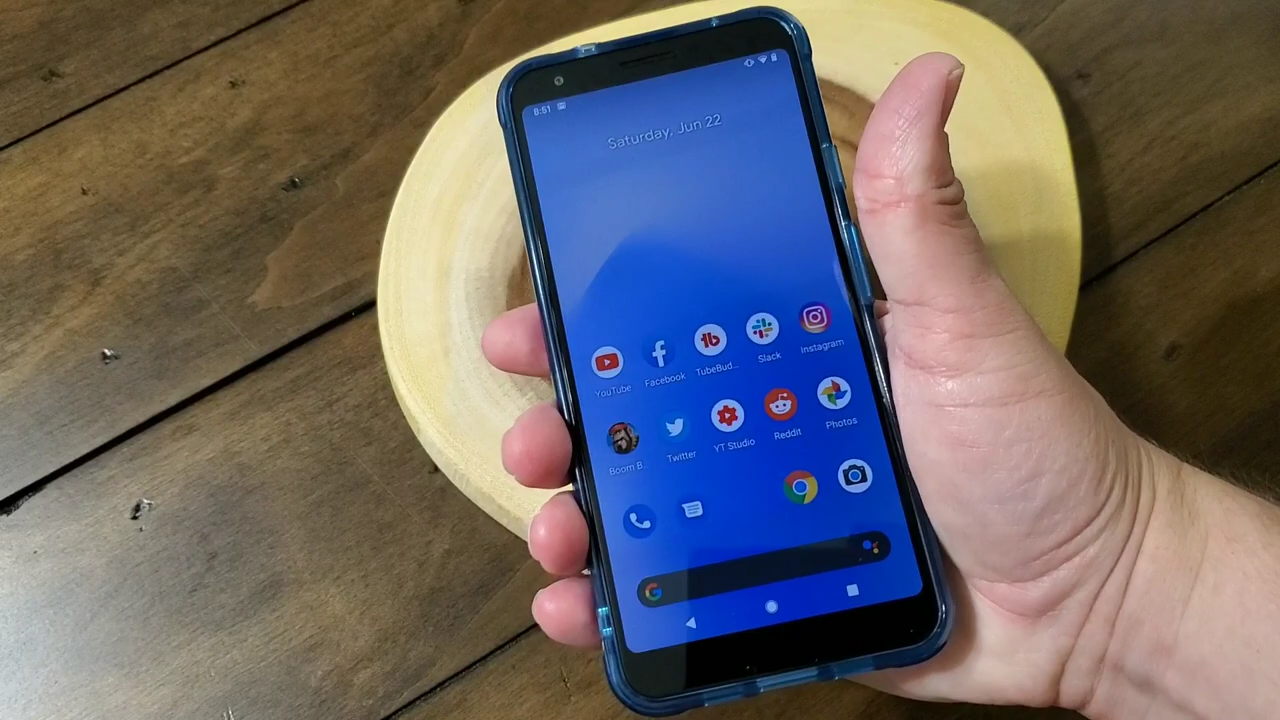 8:51
Saturday, Jun 22
YouTube Facebook TubeBud... Slack Instagram
Boom B.. Twitter YT Studio Reddit Photos